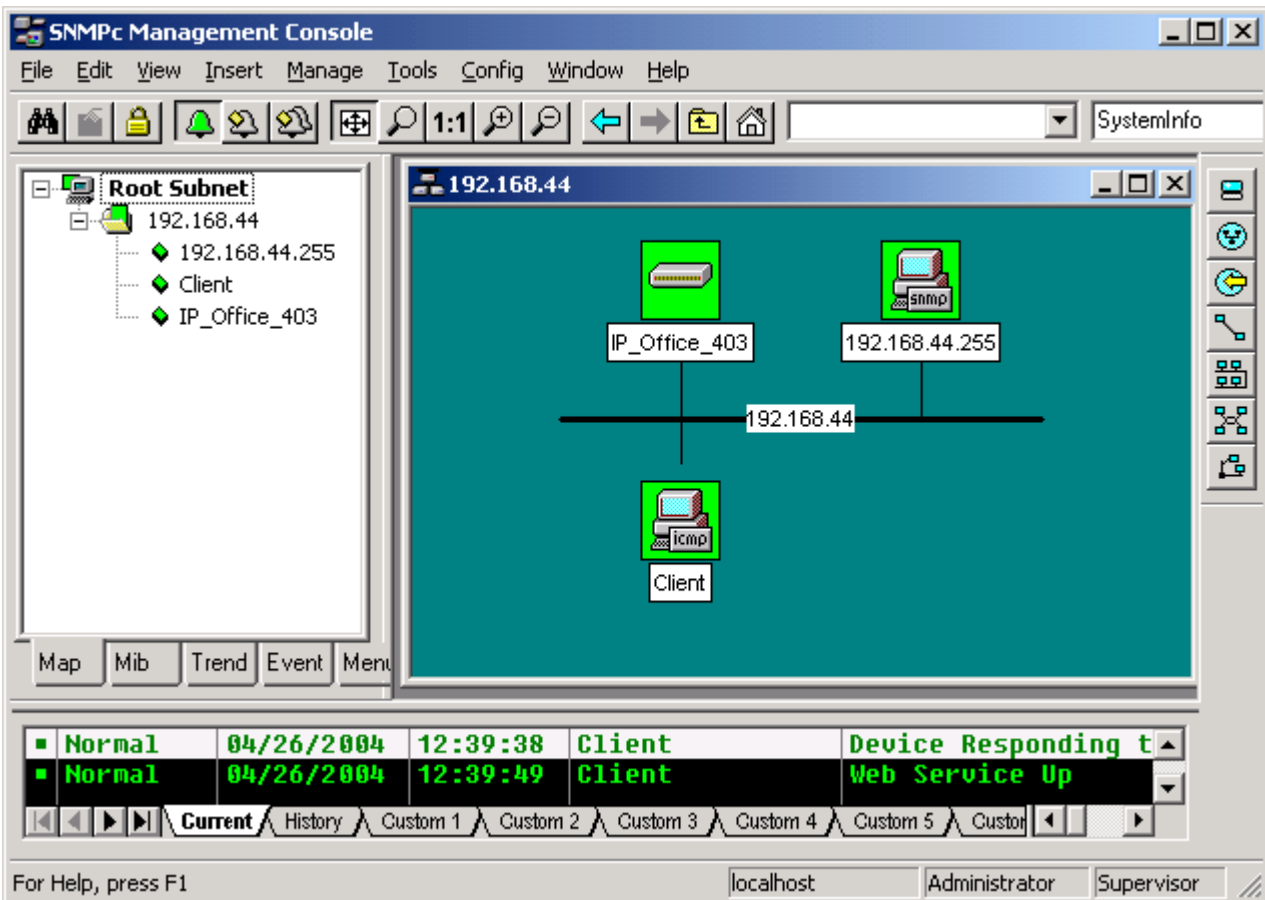 SNMPc Management Console
File Edit View Insert Manage Tools Config Window Help
1:1
SystemInfo
Root Subnet
192.168.44
192.168.44.255
Client
IP_Office_403
Map Mib Trend Event Menu
192.168.44
IP_Office_403
snmp
192.168.44.255
192.168.44
icmp
Client
Normal 04/26/2004 12:39:38 Client Device Responding t
Normal 04/26/2004 12:39:49 Client Web Service Up
Current History Custom 1 Custom 2 Custom 3 Custom 4 Custom 5 Custor
For Help, press F1
localhost Administrator Supervisor